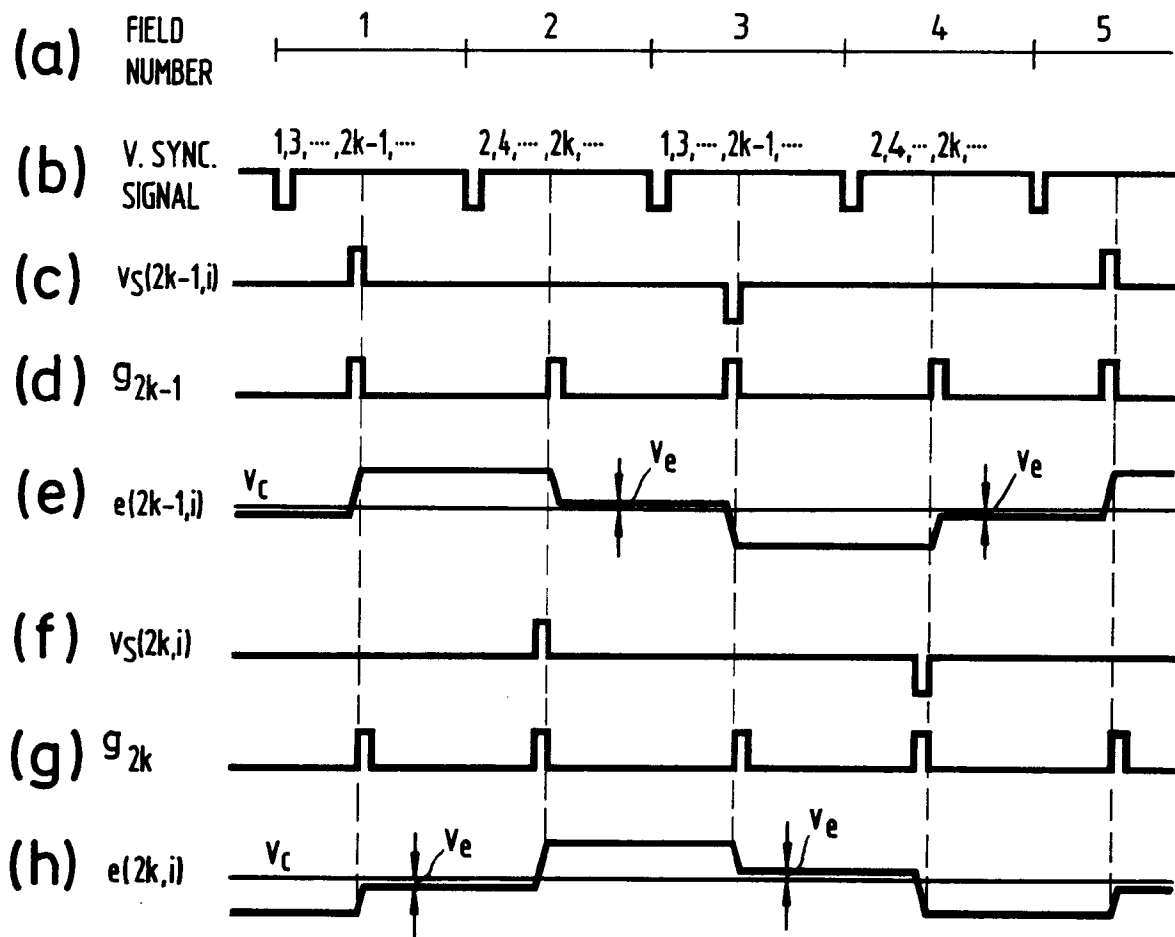 (a) FIELD NUMBER 1 2 3 4 5
(b) V. SYNC. SIGNAL 1,3,····,2k-1,···· 2,4,····,2k,···· 1,3,····,2k-1,···· 2,4,··,2k,····
(c) vS(2k-1,i)
(d) g2k-1
(e) e(2k-1,i) Vc Ve Ve
(f) vS(2k,i)
(g) g2k
(h) e(2k,i) Vc Ve Ve